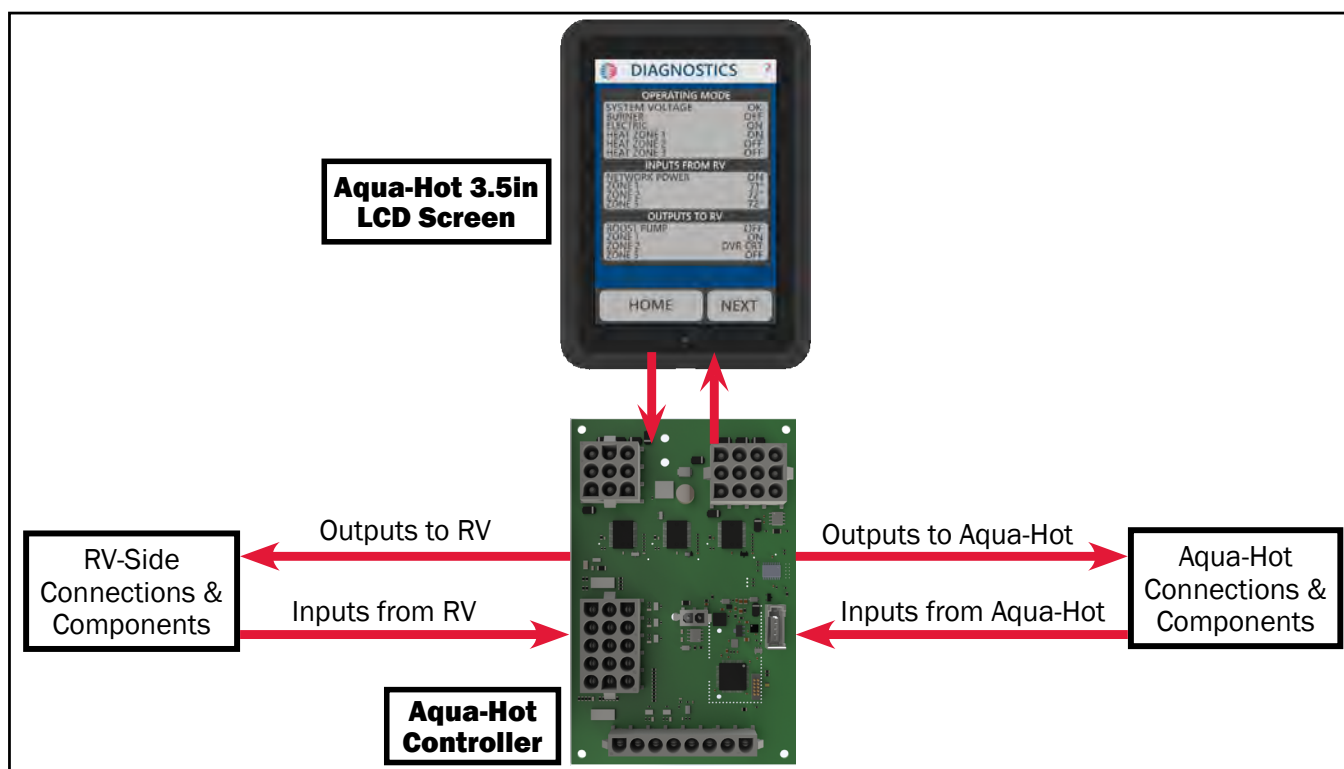 DIAGNOSTICS ?
OPERATING MODE
SYSTEM VOLTAGE OK
BURNER OFF
ELECTRIC ON
HEAT ZONE 1 ON
HEAT ZONE 2 OFF
HEAT ZONE 3 OFF
INPUTS FROM RV
NETWORK POWER ON
ZONE 1 71°
ZONE 2 72°
ZONE 3 72°
OUTPUTS TO RV
BOOST PUMP OFF
ZONE 1 ON
ZONE 2 OVR CRT
ZONE 3 OFF
HOME NEXT
Aqua-Hot 3.5in
LCD Screen
Outputs to RV
Outputs to Aqua-Hot
RV-Side
Connections &
Components
Aqua-Hot
Connections &
Components
Inputs from RV
Inputs from Aqua-Hot
Aqua-Hot
Controller